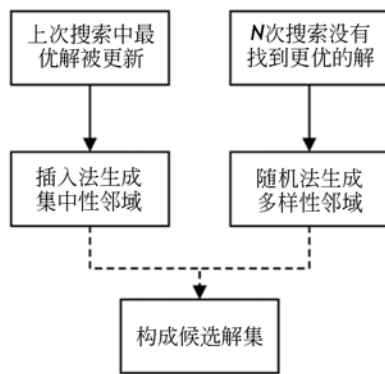 上次搜索中最
优解被更新
N次搜索没有
找到更优的解
插入法生成
集中性邻域
随机法生成
多样性邻域
构成候选解集